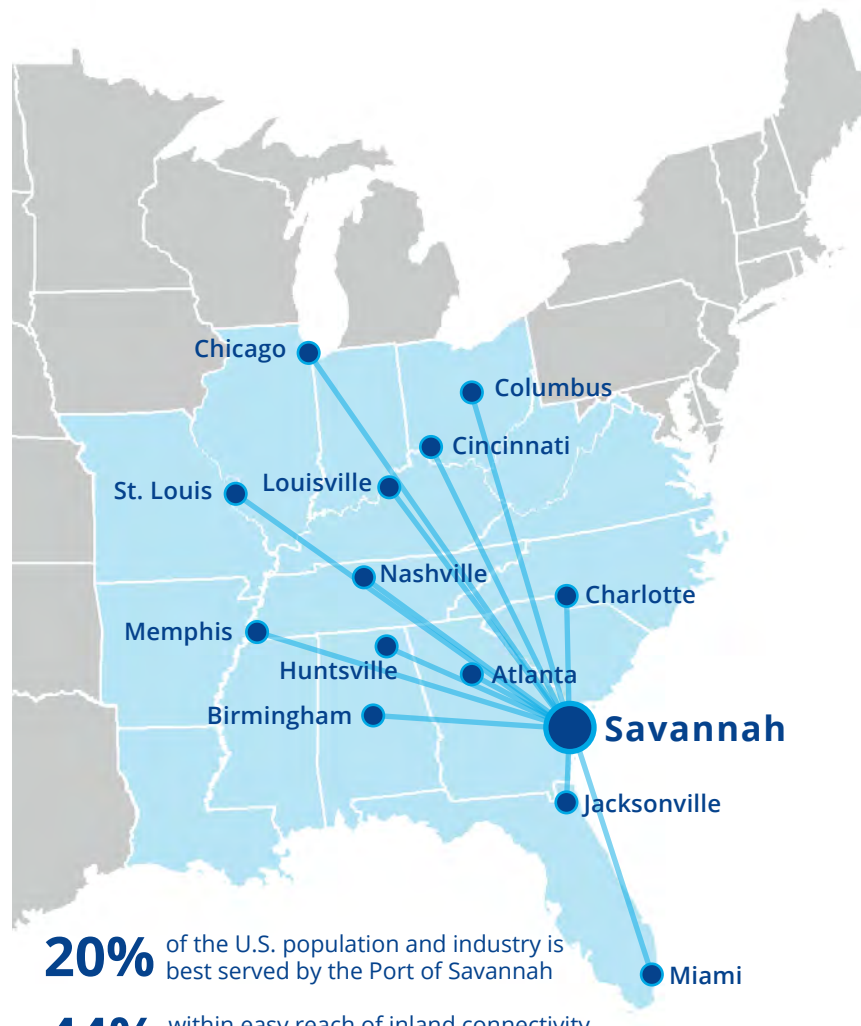 Chicago
Columbus
Cincinnati
Louisville
St. Louis
Nashville
Charlotte
Memphis
Huntsville
Atlanta
Birmingham
Savannah
Jacksonville
20% of the U.S. population and industry is
best served by the Port of Savannah
Miami
44% within easy reach of inland connectivity